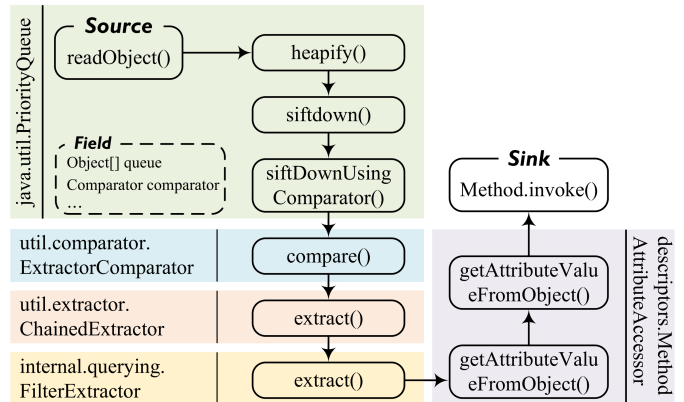 java.util.PriorityQueue
Source
readObject()
heapify()
siftdown()
Field
Object[] queue
Comparator comparator
...
siftDownUsing
Comparator()
Sink
Method.invoke()
util.comparator.
ExtractorComparator
compare()
util.extractor.
ChainedExtractor
extract()
internal.querying.
FilterExtractor
extract()
getAttributeValu
eFromObject()
getAttributeValu
eFromObject()
descriptors.Method
AttributeAccessor